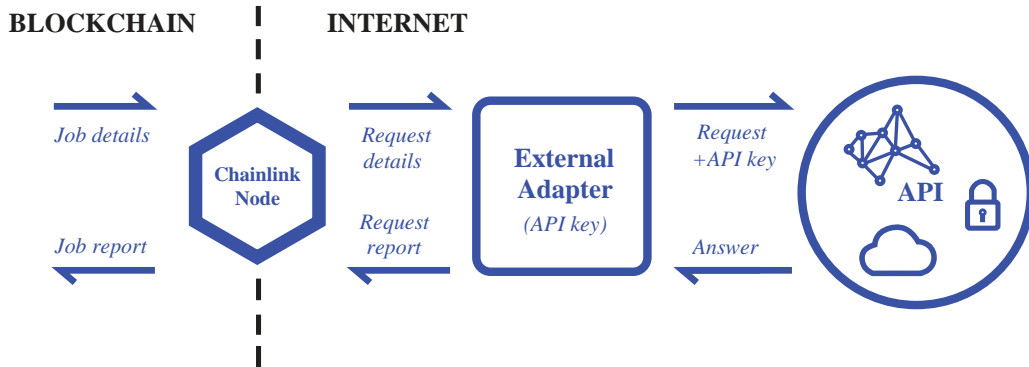 BLOCKCHAIN
INTERNET
Job details
Chainlink
Node
Job report
Request
details
Request
report
External
Adapter
(API key)
Request
+API key
Answer
API